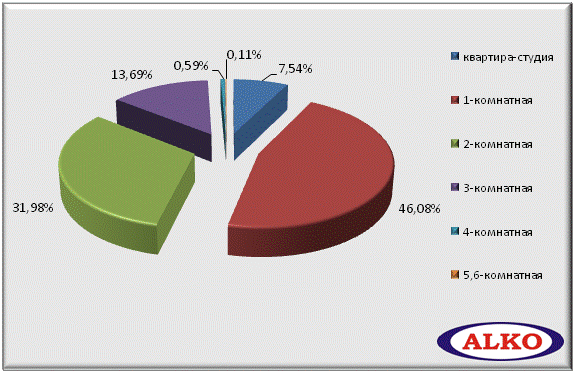 0,59%
0,11%
7,54%
13,69%
31,98%
46,08%
квартира-студия
1-комнатная
2-комнатная
3-комнатная
4-комнатная
5,6-комнатная
ALKO